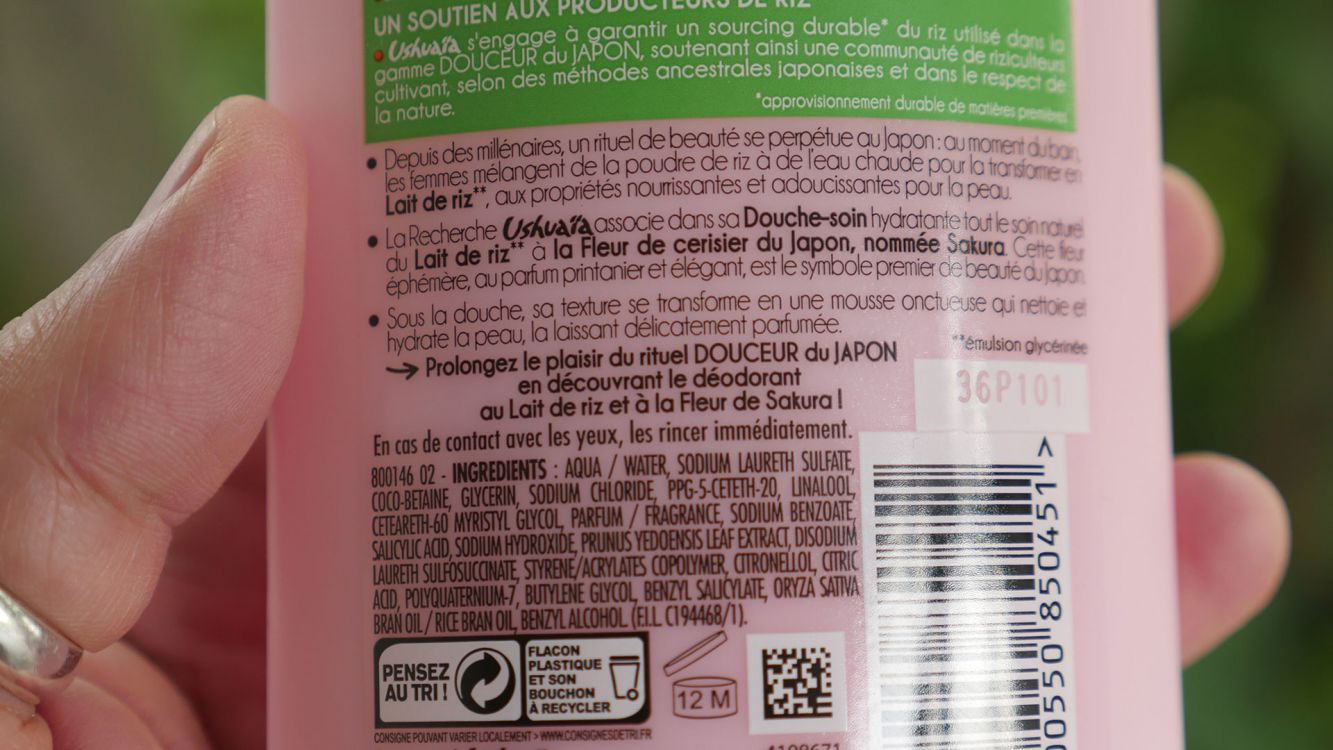 UN SOUTIEN AUX PRODUCTEURS DE RIZ
• Ushuaïa s'engage à garantir un sourcing durable* du riz utilisé dans la
gamme DOUCEUR du JAPON, soutenant ainsi une communauté de riziculteurs
cultivant, selon des méthodes ancestrales japonaises et dans le respect de
la nature.
*approvisionnement durable de matières premières
• Depuis des millénaires, un rituel de beauté se perpétue au Japon : au moment du bain,
les femmes mélangent de la poudre de riz à de l'eau chaude pour la transformer en
Lait de riz**, aux propriétés nourrissantes et adoucissantes pour la peau.
• La Recherche Ushuaïa associe dans sa Douche-soin hydratante tout le soin naturel
du Lait de riz** à la Fleur de cerisier du Japon, nommée Sakura. Cette fleur
éphémère, au parfum printanier et élégant, est le symbole premier de beauté du Japon.
• Sous la douche, sa texture se transforme en une mousse onctueuse qui nettoie et
hydrate la peau, la laissant délicatement parfumée.
**émulsion glycérinée
→ Prolongez le plaisir du rituel DOUCEUR du JAPON
en découvrant le déodorant
au Lait de riz et à la Fleur de Sakura !
36P101
En cas de contact avec les yeux, les rincer immédiatement.
800146 02 - INGREDIENTS : AQUA / WATER, SODIUM LAURETH SULFATE,
COCO-BETAINE, GLYCERIN, SODIUM CHLORIDE, PPG-5-CETETH-20, LINALOOL,
CETEARETH-60 MYRISTYL GLYCOL, PARFUM / FRAGRANCE, SODIUM BENZOATE,
SALICYLIC ACID, SODIUM HYDROXIDE, PRUNUS YEDOENSIS LEAF EXTRACT, DISODIUM
LAURETH SULFOSUCCINATE, STYRENE/ACRYLATES COPOLYMER, CITRONELLOL, CITRIC
ACID, POLYQUATERNIUM-7, BUTYLENE GLYCOL, BENZYL SALICYLATE, ORYZA SATIVA
BRAN OIL / RICE BRAN OIL, BENZYL ALCOHOL. (F.I.L. C194468/1).
PENSEZ
AU TRI !
FLACON
PLASTIQUE
ET SON
BOUCHON
À RECYCLER
12 M
CONSIGNE POUVANT VARIER LOCALEMENT > WWW.CONSIGNESDETRI.FR
00550 850451 >